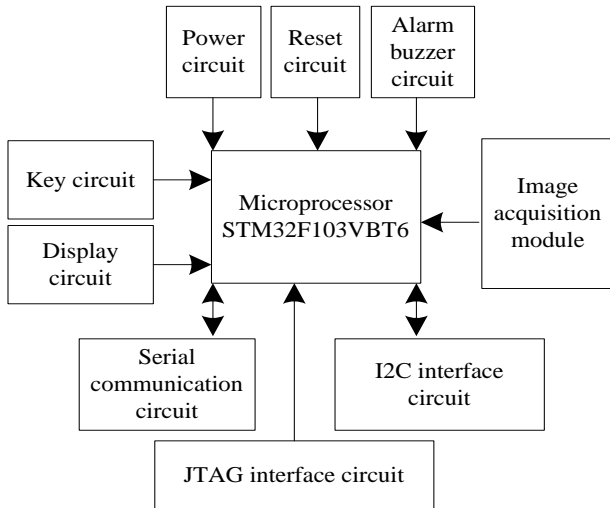 Power
circuit
Reset
circuit
Alarm
buzzer
circuit
Key circuit
Microprocessor
STM32F103VBT6
Image
acquisition
module
Display
circuit
Serial
communication
circuit
I2C interface
circuit
JTAG interface circuit